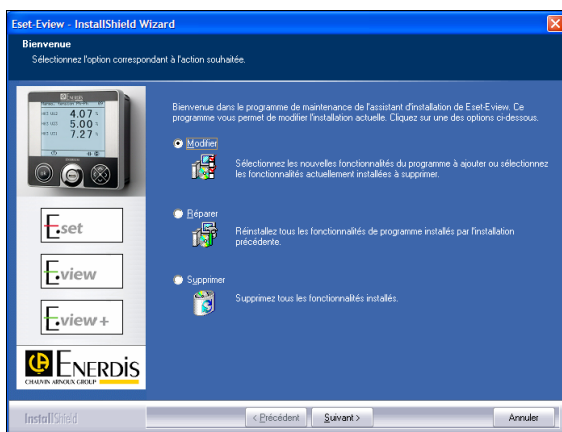 Eset-Eview - InstallShield Wizard
Bienvenue
Sélectionnez l'option correspondant à l'action souhaitée.
ENERDIS
4.07
5.00
7.27
Bienvenue dans le programme de maintenance de l'assistant d'installation de Eset-Eview. Ce
programme vous permet de modifier l'installation actuelle. Cliquez sur une des options ci-dessous.
Modifier
Sélectionnez les nouvelles fonctionnalités du programme à ajouter ou sélectionnez
les fonctionnalités actuellement installées à supprimer.
Réparer
Réinstallez tous les fonctionnalités de programme installés par l'installation
précédente.
Supprimer
Supprimez tous les fonctionnalités installés.
E.set
E.view
E.view+
ENERDIS
CHAUVIN ARNOUX GROUP
InstallShield
< Précédent
Suivant >
Annuler